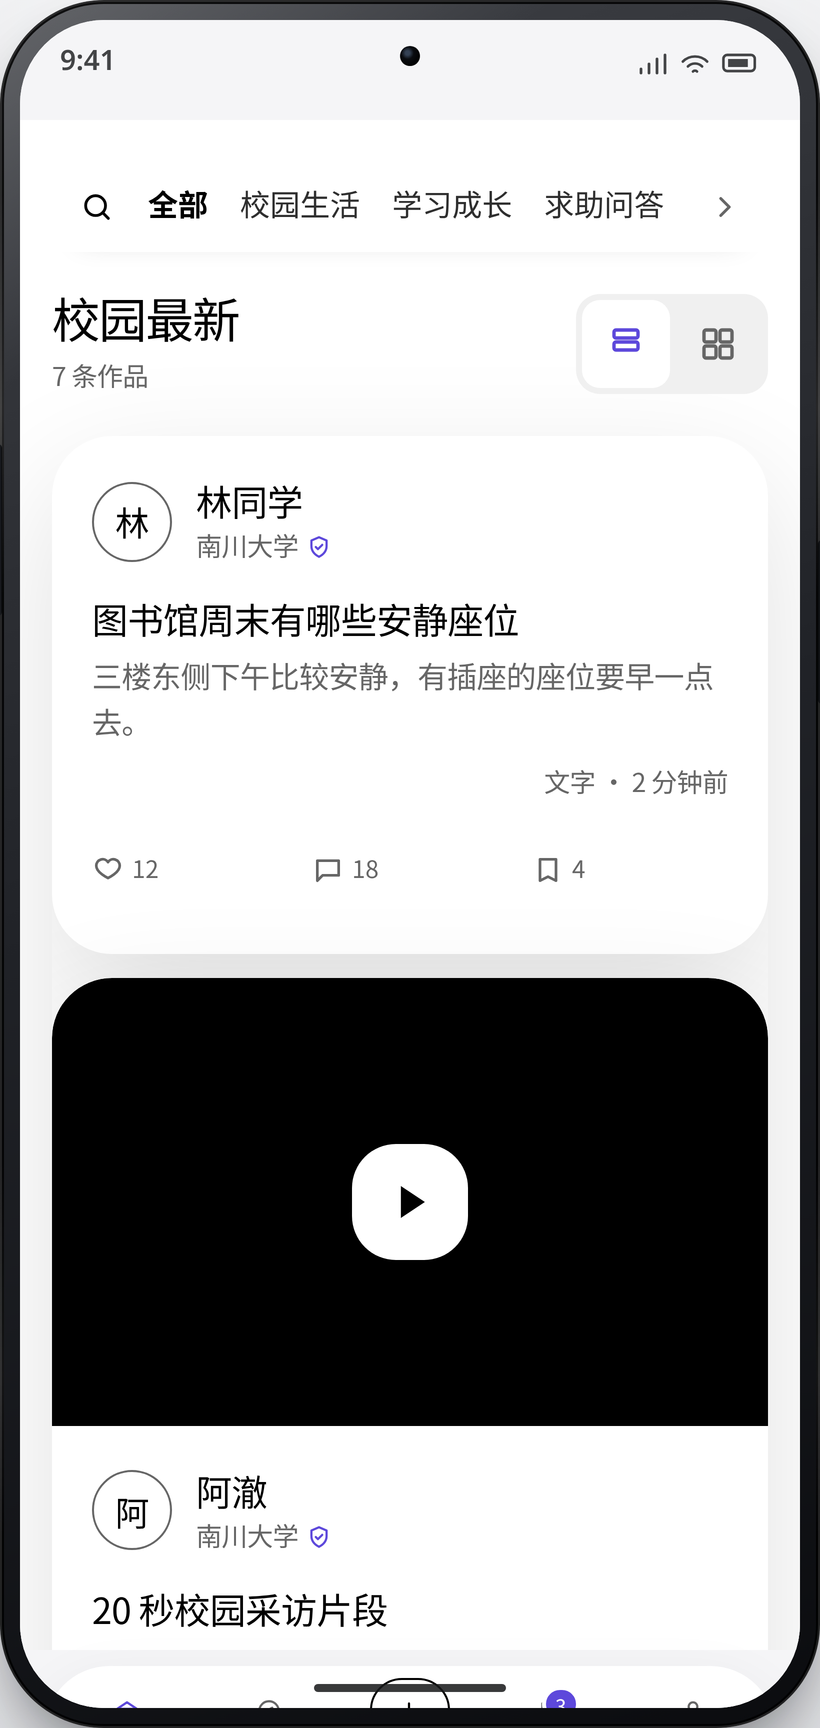 9:41
全部 校园生活 学习成长 求助问答
校园最新
7 条作品
林
林同学
南川大学
图书馆周末有哪些安静座位
三楼东侧下午比较安静，有插座的座位要早一点
去。
文字 · 2 分钟前
12 18 4
阿
阿澈
南川大学
20 秒校园采访片段
3